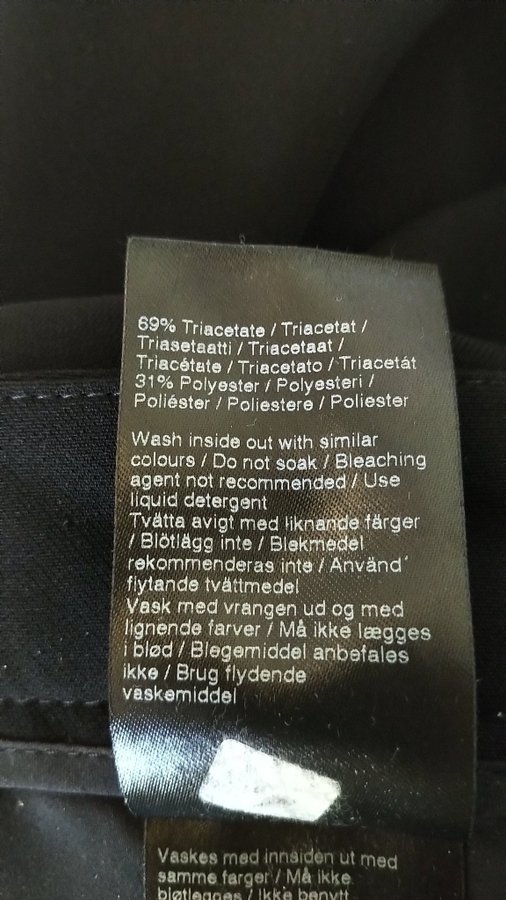 69% Triacetate / Triacetat /
Triasetaatti / Triacetaat /
Triacétate / Triacetato / Triacetát
31% Polyester / Polyesteri /
Poliéster / Poliestere / Poliester
Wash inside out with similar
colours / Do not soak / Bleaching
agent not recommended / Use
liquid detergent
Tvätta avigt med liknande färger
/ Blötlägg inte / Blekmedel
rekommenderas inte / Använd
flytande tvättmedel
Vask med vrangen ud og med
lignende farver / Må ikke lægges
i blød / Blegemiddel anbefales
ikke / Brug flydende
vaskemiddel
Vaskes med innsiden ut med
samme farger / Må ikke
bløtlegges / Ikke benytt